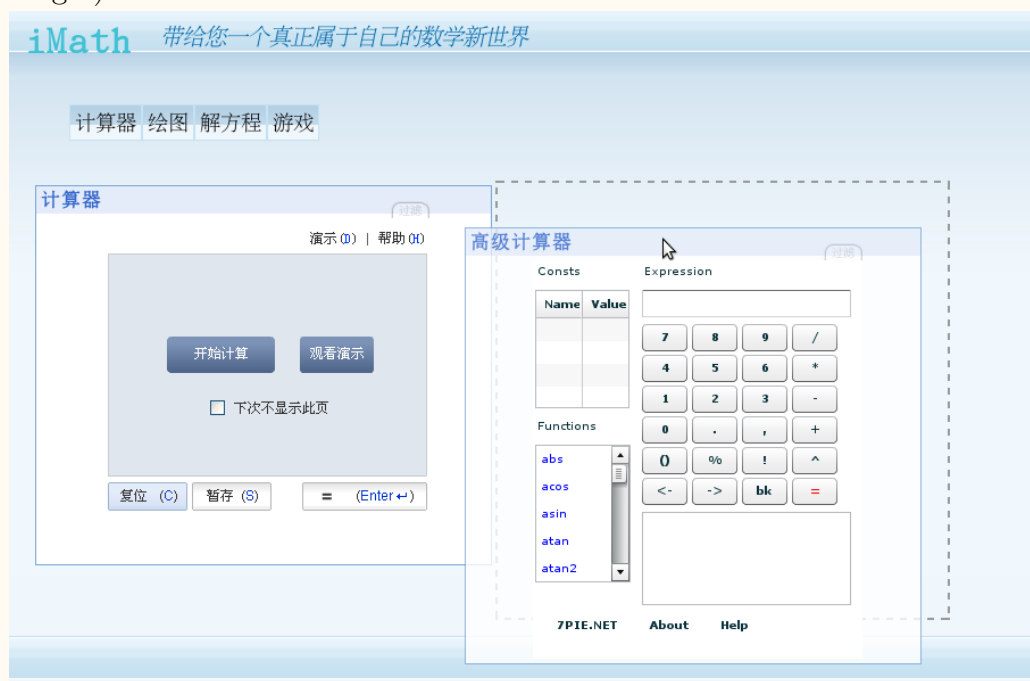 iMath 带给您一个真正属于自己的数学新世界
计算器 绘图 解方程 游戏
计算器
过滤
演示(D) | 帮助(H)
开始计算 观看演示
下次不显示此页
复位 (C) 暂存 (S) = (Enter↵)
高级计算器
过滤
Consts Expression
Name Value
7 8 9 /
4 5 6 *
1 2 3 -
0 . , +
() % ! ^
<- -> bk =
Functions
abs
acos
asin
atan
atan2
7PIE.NET About Help